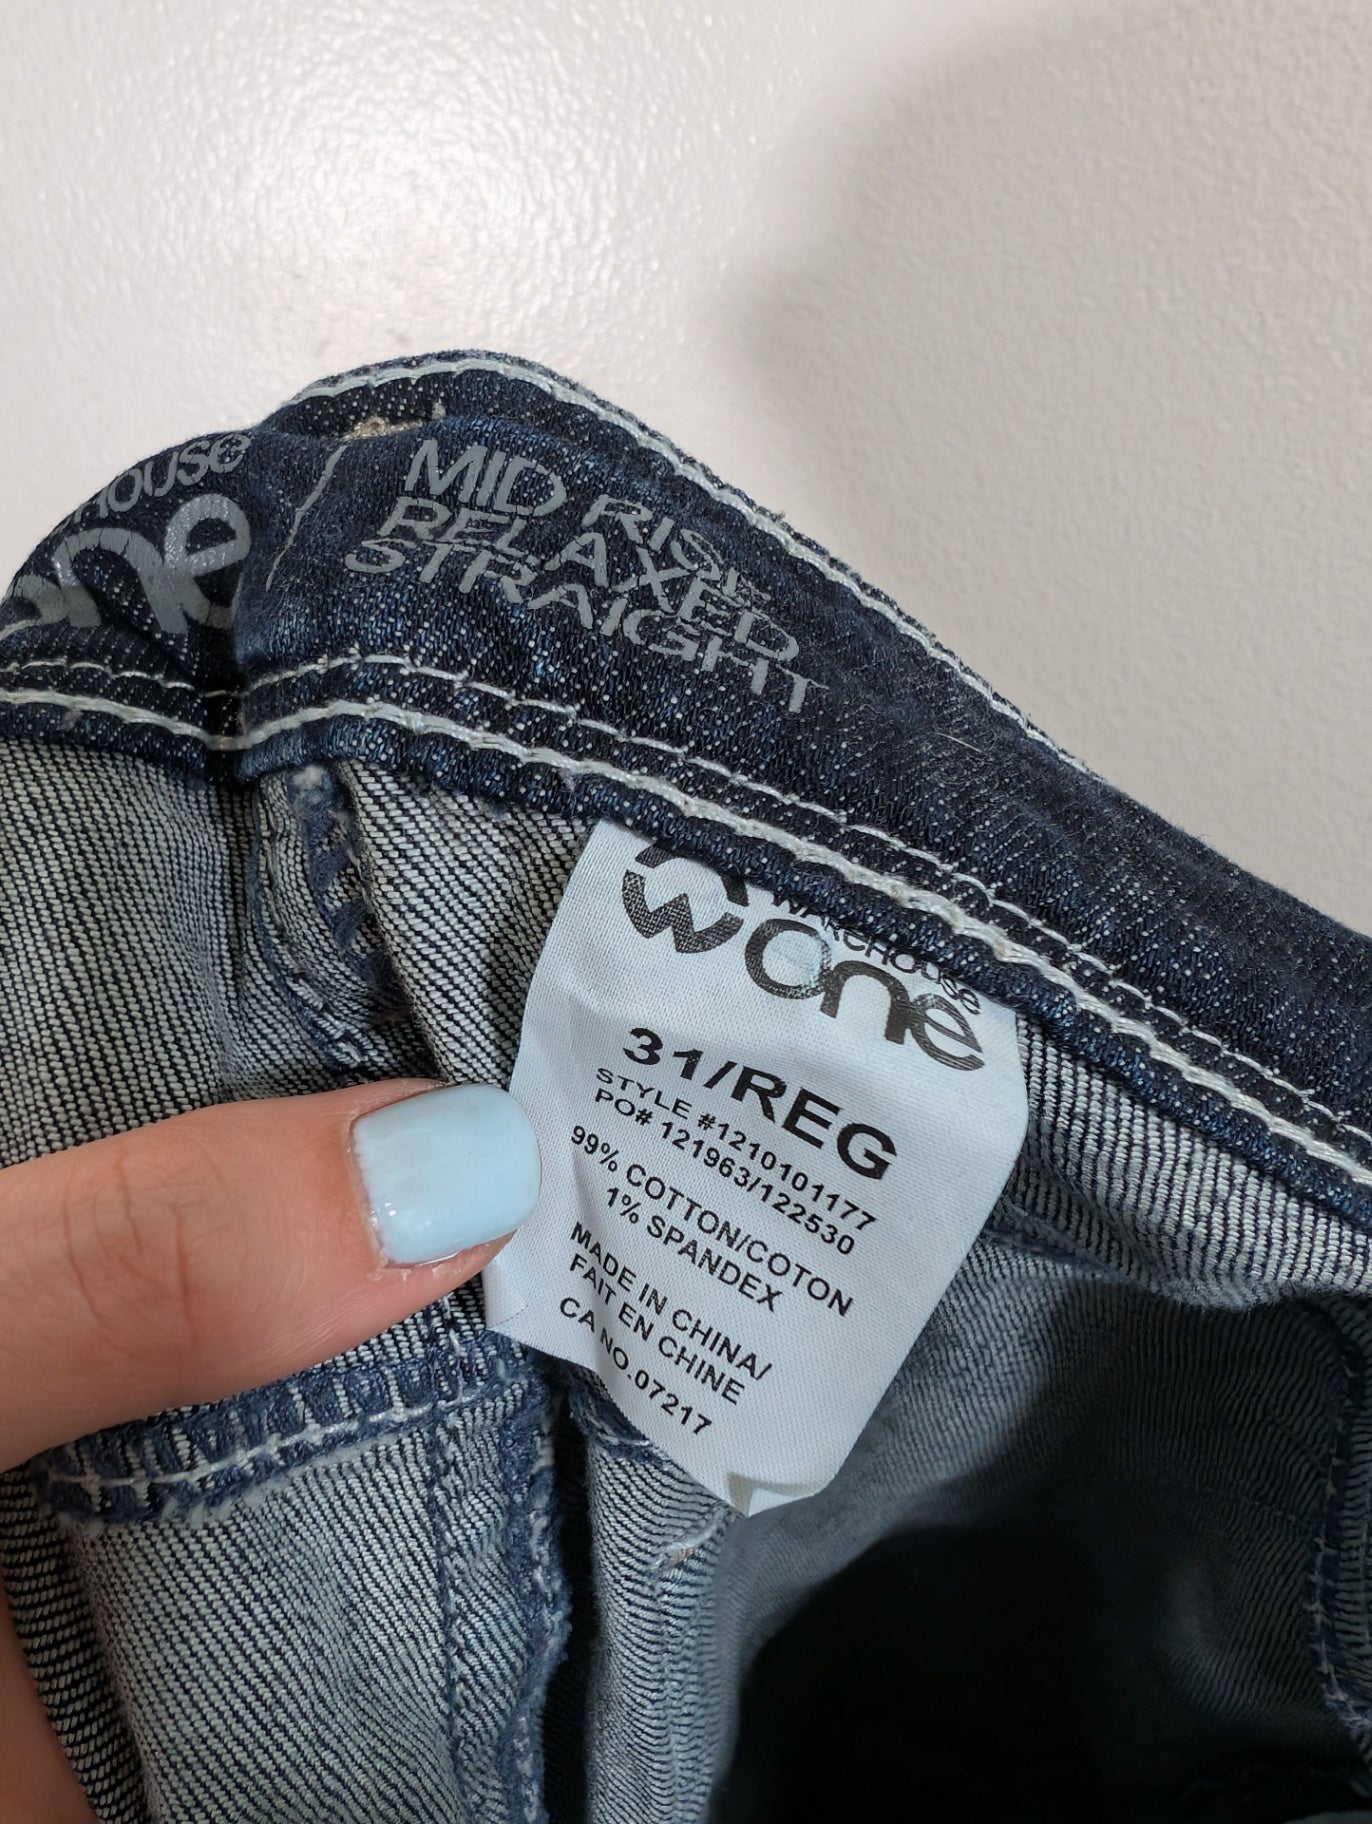 HOUSE
one
MID RISE
RELAXED
STRAIGHT
WAREHOUSE
one
31/REG
STYLE #1210101177
PO# 121963/122530
99% COTTON/COTON
1% SPANDEX
MADE IN CHINA/
FAIT EN CHINE
CA NO.07217